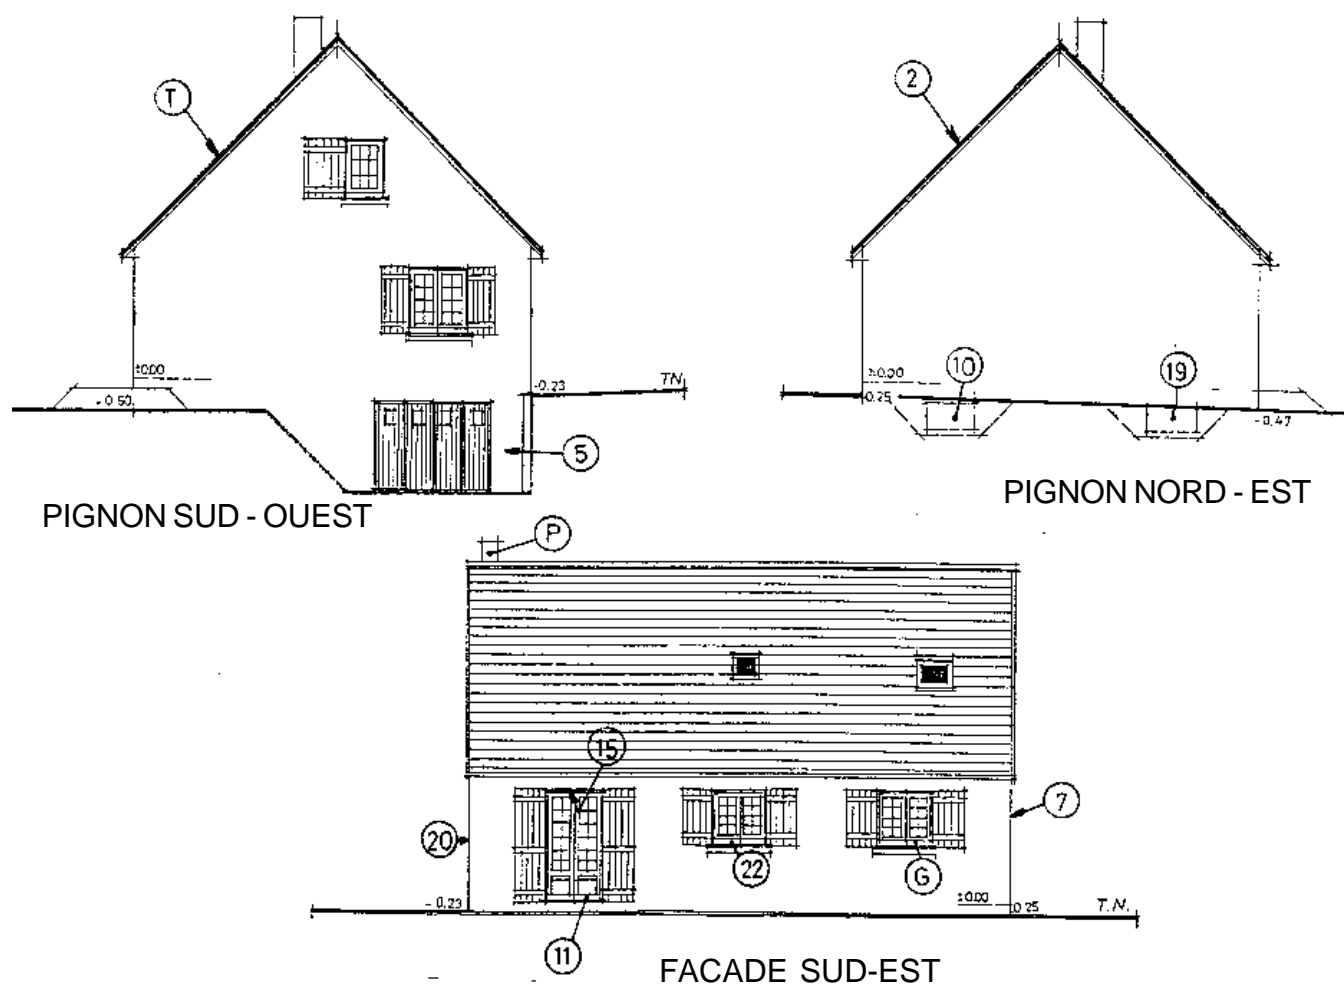 T
2
±0.00
- 0.50
-0.23
TN
5
PIGNON SUD - OUEST
±0.00
-0.25
10
19
-0.47
PIGNON NORD - EST
P
15
7
20
22
G
- 0.23
±0.00
0.25
T.N.
11
FACADE SUD-EST